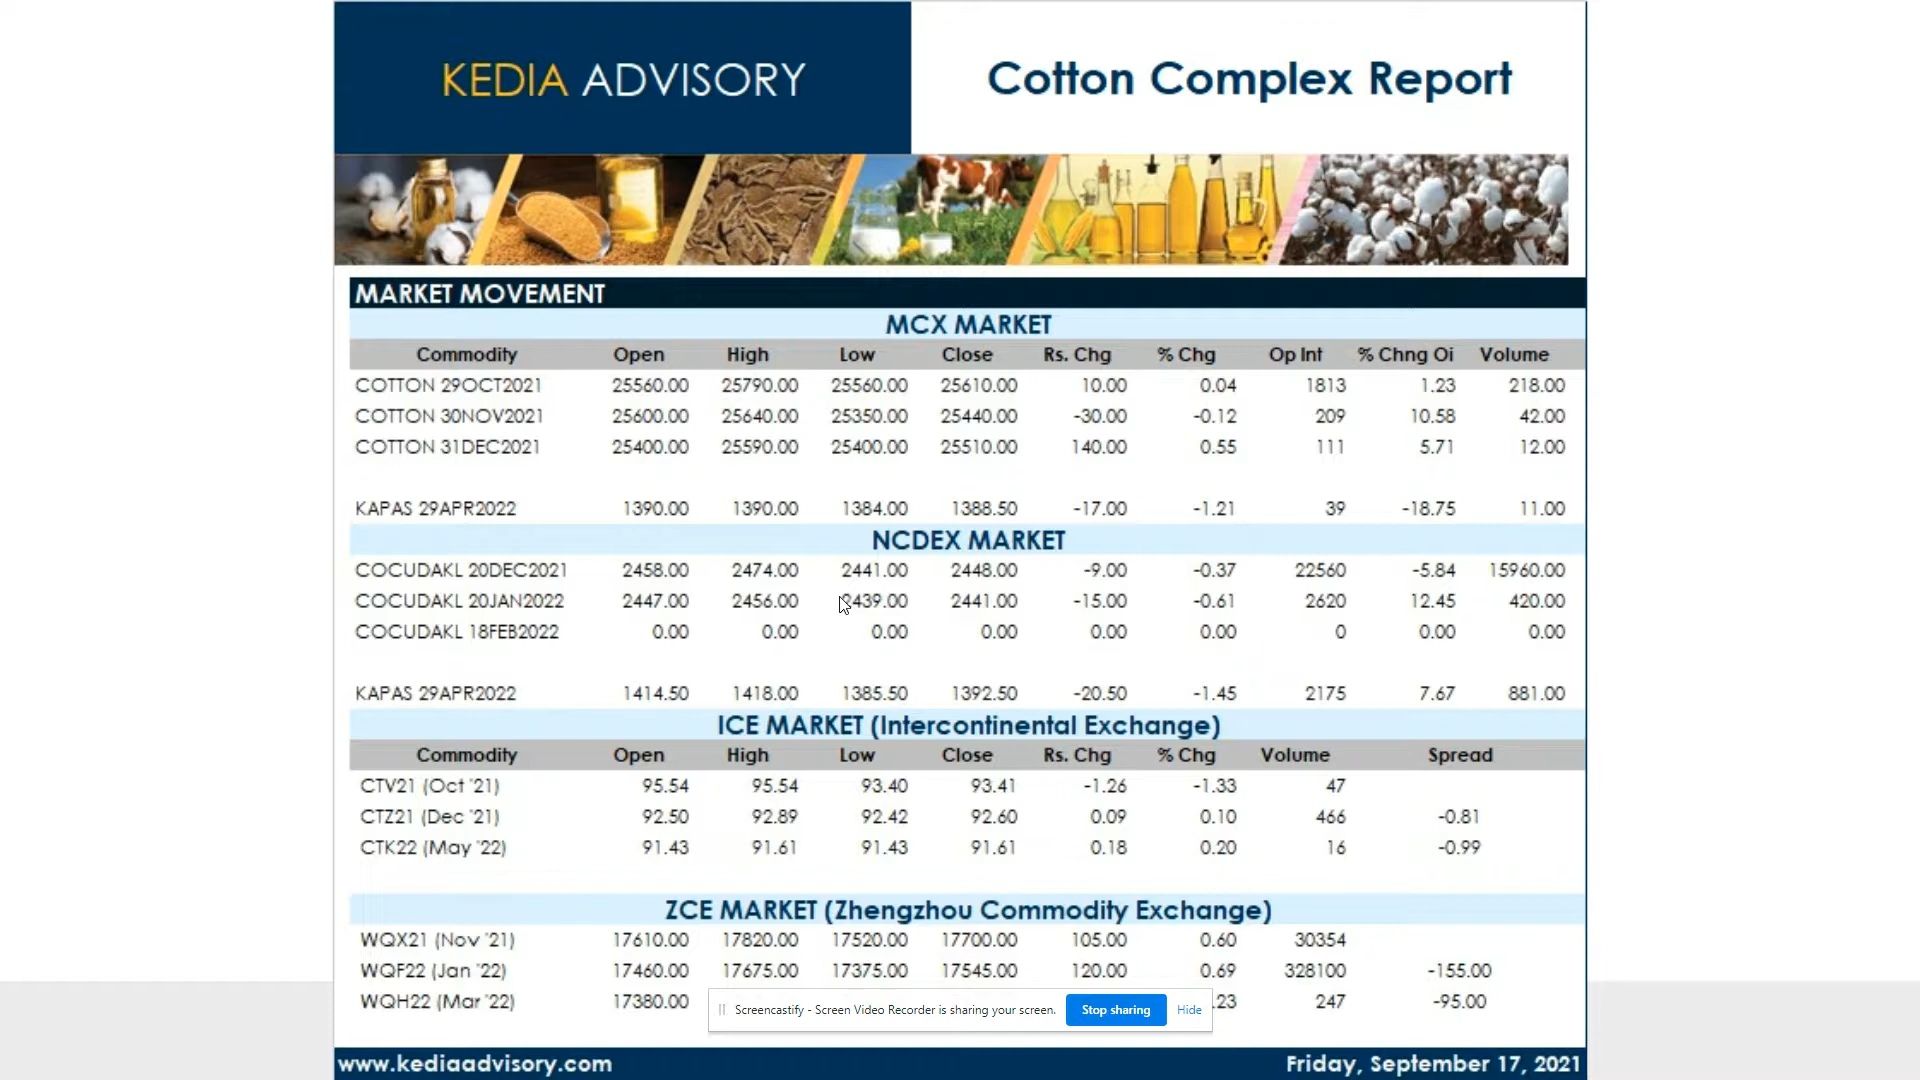 KEDIA ADVISORY
Cotton Complex Report
MARKET MOVEMENT
MCX MARKET
Commodity Open High Low Close Rs. Chg % Chg Op Int % Chng Oi Volume
COTTON 29OCT2021 25560.00 25790.00 25560.00 25610.00 10.00 0.04 1813 1.23 218.00
COTTON 30NOV2021 25600.00 25640.00 25350.00 25440.00 -30.00 -0.12 209 10.58 42.00
COTTON 31DEC2021 25400.00 25590.00 25400.00 25510.00 140.00 0.55 111 5.71 12.00
KAPAS 29APR2022 1390.00 1390.00 1384.00 1388.50 -17.00 -1.21 39 -18.75 11.00
NCDEX MARKET
COCUDAKL 20DEC2021 2458.00 2474.00 2441.00 2448.00 -9.00 -0.37 22560 -5.84 15960.00
COCUDAKL 20JAN2022 2447.00 2456.00 2439.00 2441.00 -15.00 -0.61 2620 12.45 420.00
COCUDAKL 18FEB2022 0.00 0.00 0.00 0.00 0.00 0.00 0 0.00 0.00
KAPAS 29APR2022 1414.50 1418.00 1385.50 1392.50 -20.50 -1.45 2175 7.67 881.00
ICE MARKET (Intercontinental Exchange)
Commodity Open High Low Close Rs. Chg % Chg Volume Spread
CTV21 (Oct '21) 95.54 95.54 93.40 93.41 -1.26 -1.33 47
CTZ21 (Dec '21) 92.50 92.89 92.42 92.60 0.09 0.10 466 -0.81
CTK22 (May '22) 91.43 91.61 91.43 91.61 0.18 0.20 16 -0.99
ZCE MARKET (Zhengzhou Commodity Exchange)
WQX21 (Nov '21) 17610.00 17820.00 17520.00 17700.00 105.00 0.60 30354
WQF22 (Jan '22) 17460.00 17675.00 17375.00 17545.00 120.00 0.69 328100 -155.00
WQH22 (Mar '22) 17380.00 .23 247 -95.00
Screencastify - Screen Video Recorder is sharing your screen. Stop sharing Hide
www.kediaadvisory.com Friday, September 17, 2021